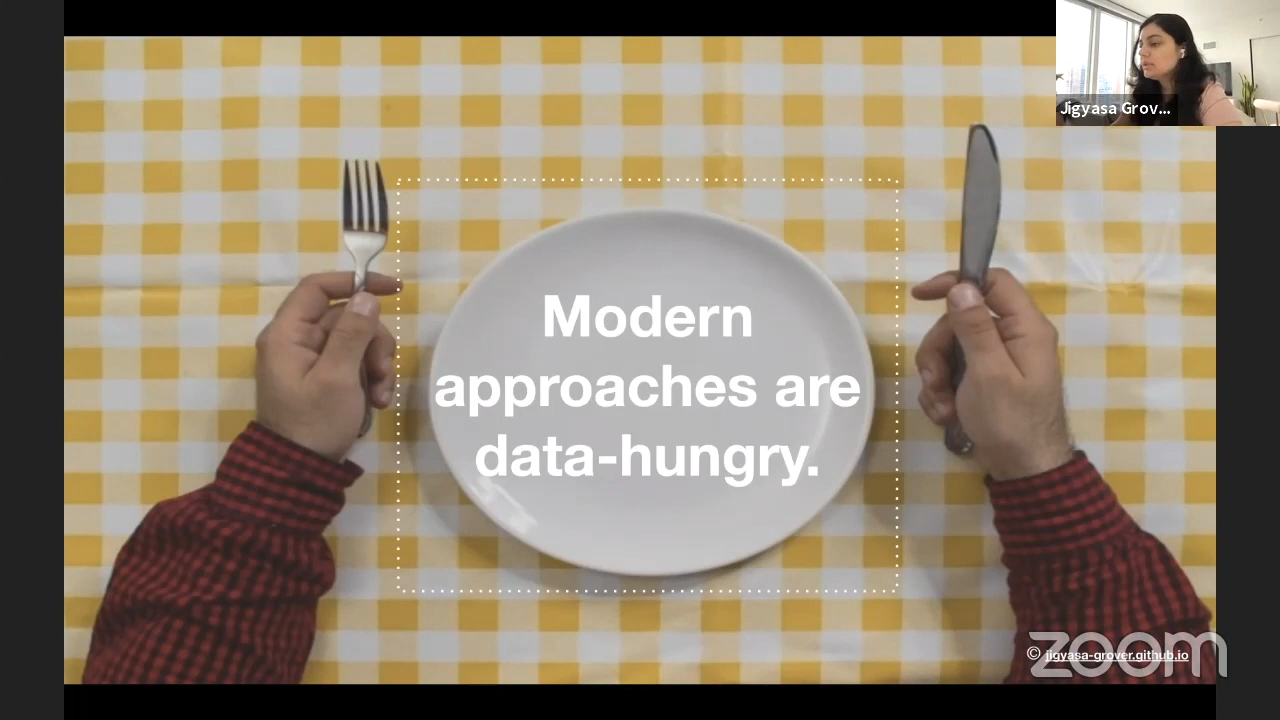 Jigyasa Grov...
Modern
approaches are
data-hungry.
© jigyasa-grover.github.io
zoom